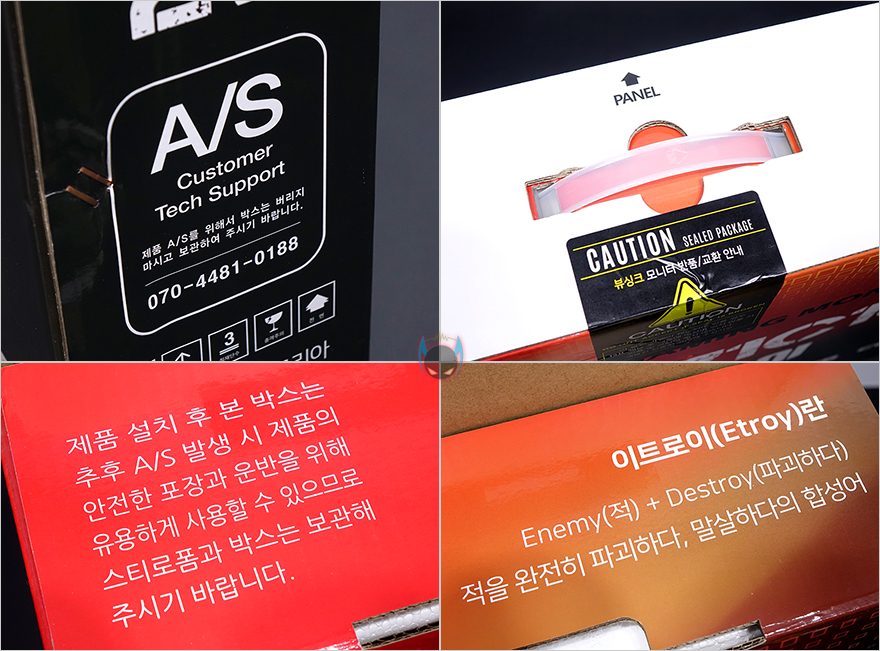 A/S
Customer
Tech Support
제품 A/S를 위해서 박스는 버리지
마시고 보관하여 주시기 바랍니다.
070-4481-0188
3
PANEL
CAUTION SEALED PACKAGE
뷰싱크 모니터 반품/교환 안내
CAUTION
제품 설치 후 본 박스는
추후 A/S 발생 시 제품의
안전한 포장과 운반을 위해
유용하게 사용할 수 있으므로
스티로폼과 박스는 보관해
주시기 바랍니다.
이트로이(Etroy)란
Enemy(적) + Destroy(파괴하다)
적을 완전히 파괴하다, 말살하다의 합성어